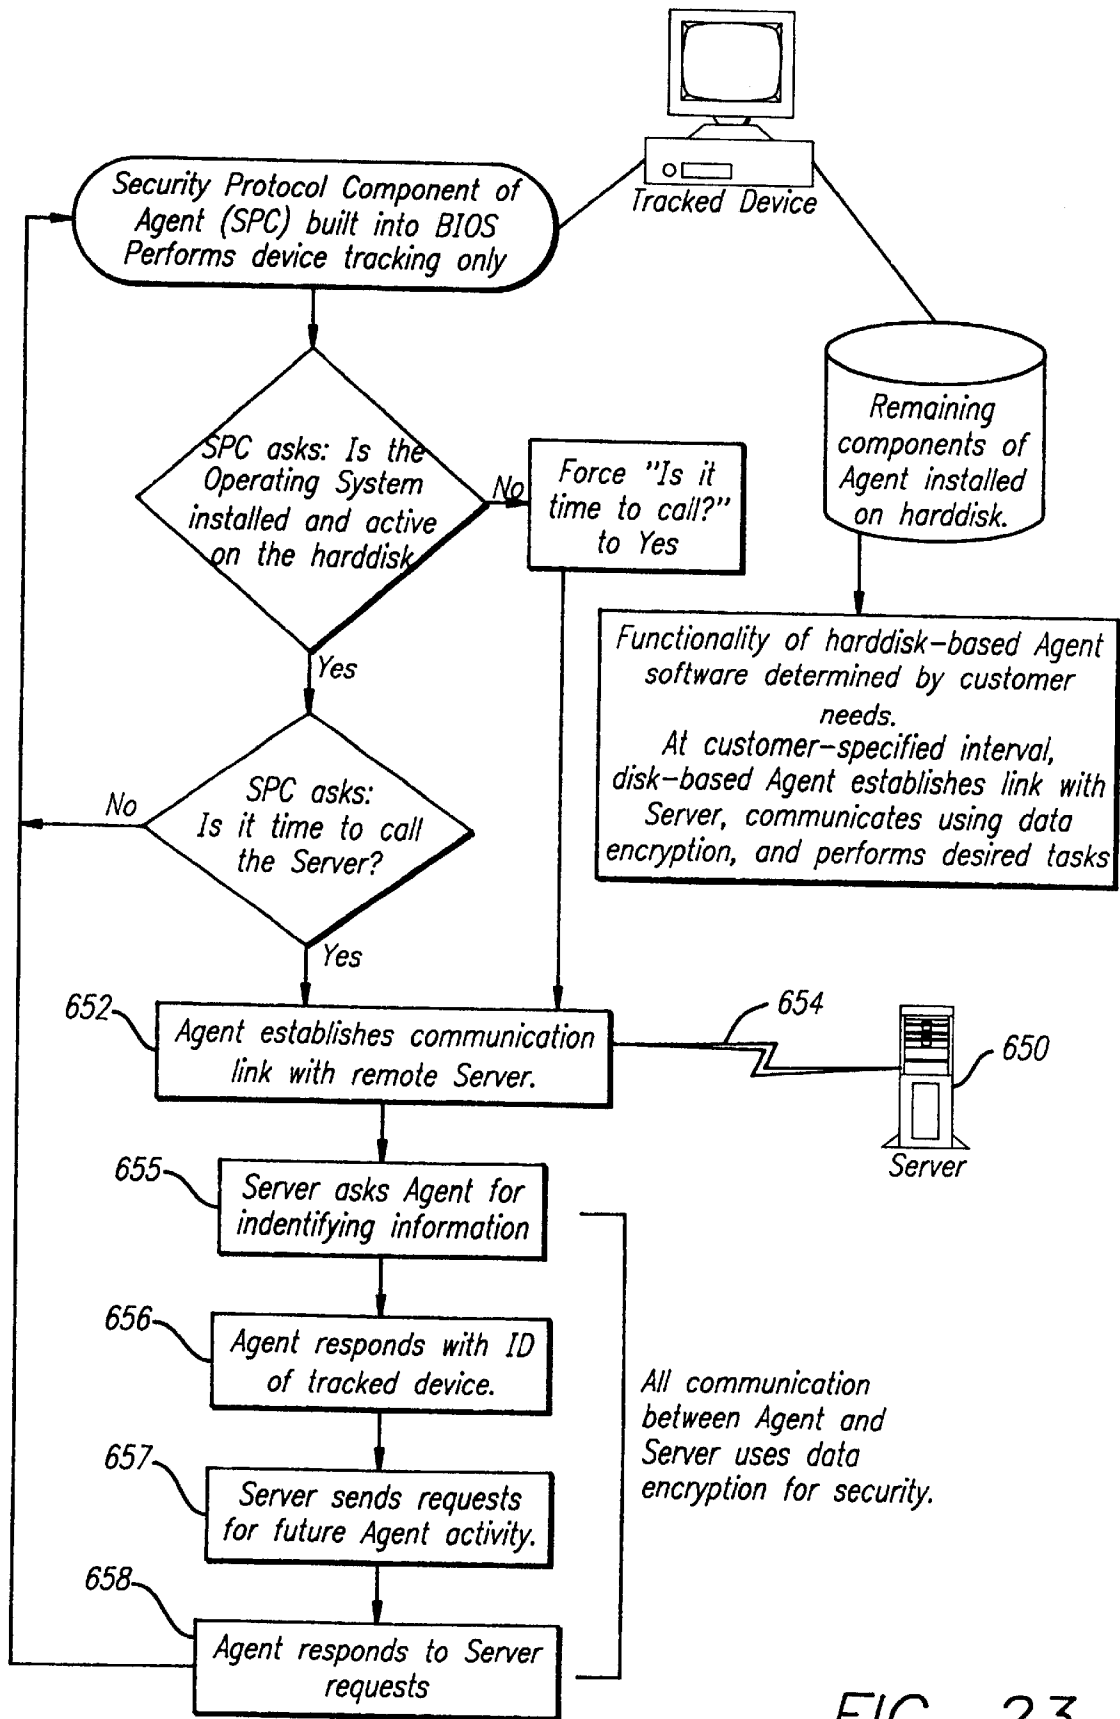 Tracked Device
Security Protocol Component of
Agent (SPC) built into BIOS
Performs device tracking only
SPC asks: Is the
Operating System
installed and active
on the harddisk
No
Force "Is it
time to call?"
to Yes
Remaining
components of
Agent installed
on harddisk.
Yes
Functionality of harddisk-based Agent
software determined by customer
needs.
At customer-specified interval,
disk-based Agent establishes link with
Server, communicates using data
encryption, and performs desired tasks
No
SPC asks:
Is it time to call
the Server?
Yes
652
Agent establishes communication
link with remote Server.
654
650
Server
655
Server asks Agent for
indentifying information
656
Agent responds with ID
of tracked device.
All communication
between Agent and
Server uses data
encryption for security.
657
Server sends requests
for future Agent activity.
658
Agent responds to Server
requests
FIG. 23